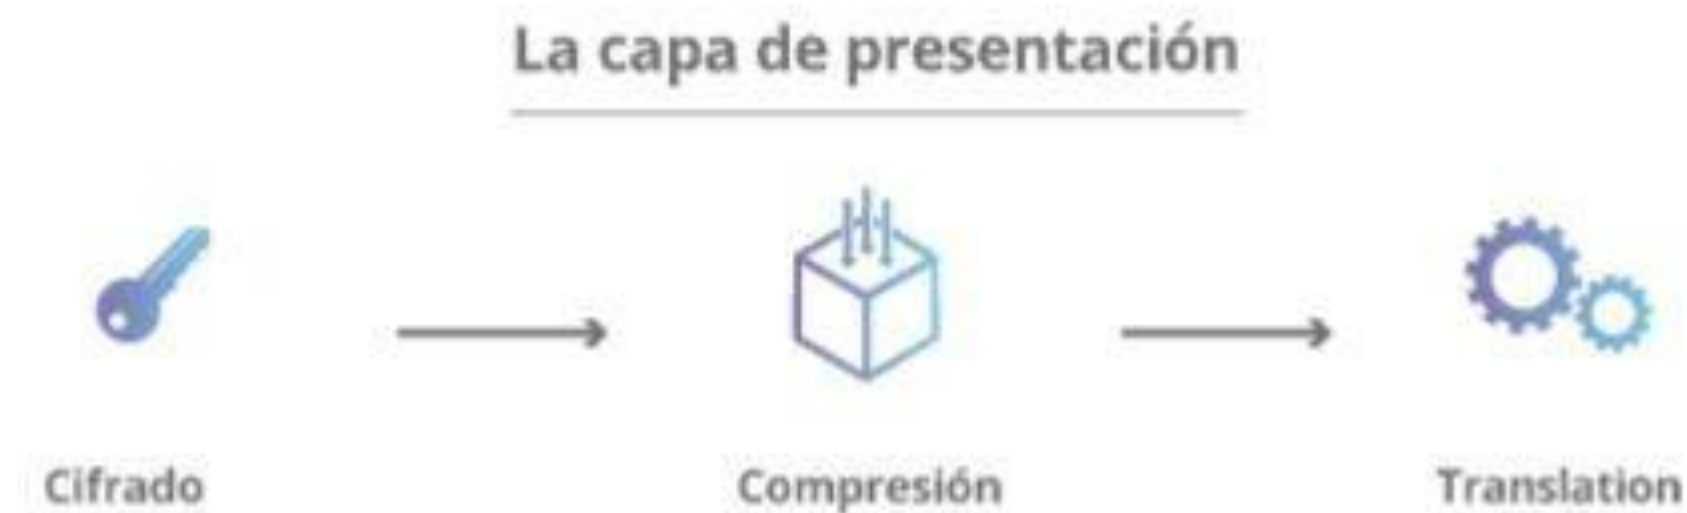 La capa de presentación
Cifrado
Compresión
Translation